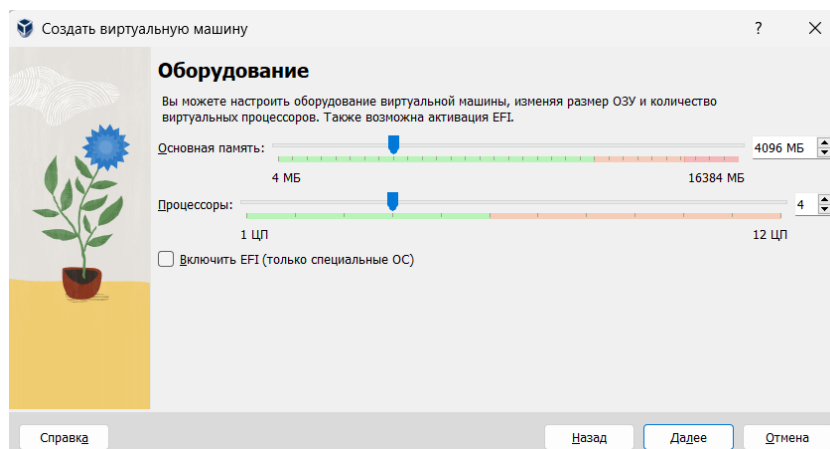 Создать виртуальную машину
?
Оборудование
Вы можете настроить оборудование виртуальной машины, изменяя размер ОЗУ и количество
виртуальных процессоров. Также возможна активация EFI.
Основная память:
4096 МБ
4 МБ
16384 МБ
Процессоры:
4
1 ЦП
12 ЦП
Включить EFI (только специальные ОС)
Справка
Назад
Далее
Отмена